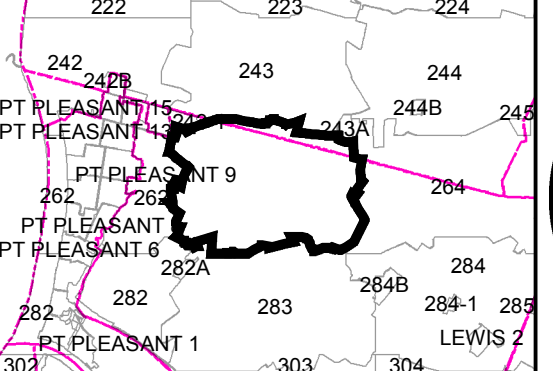 222 223 224
242 243 244
242B
PT PLEASANT 15 244B 245
PT PLEASANT 13 243A
PT PLEASANT 9
262 262 264
PT PLEASANT
PT PLEASANT 6
282A 284
282 283 284B 284-1 285
282 LEWIS 2
PT PLEASANT 1
302 303 304